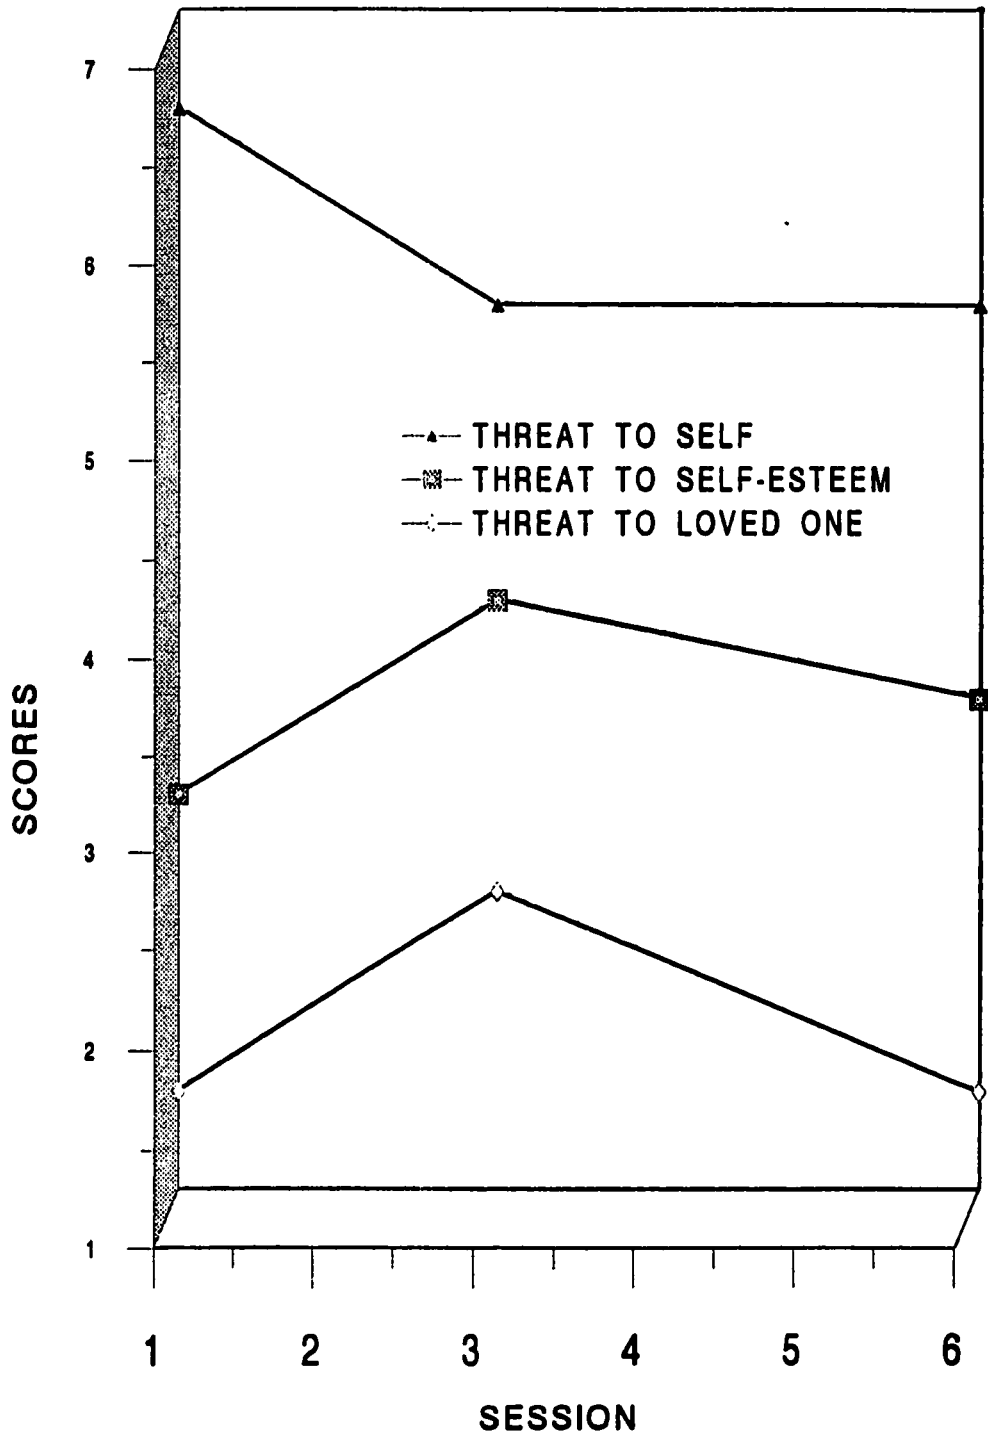 7
6
THREAT TO SELF
5
THREAT TO SELF-ESTEEM
THREAT TO LOVED ONE
4
SCORES
3
2
1
1 2 3 4 5 6
SESSION